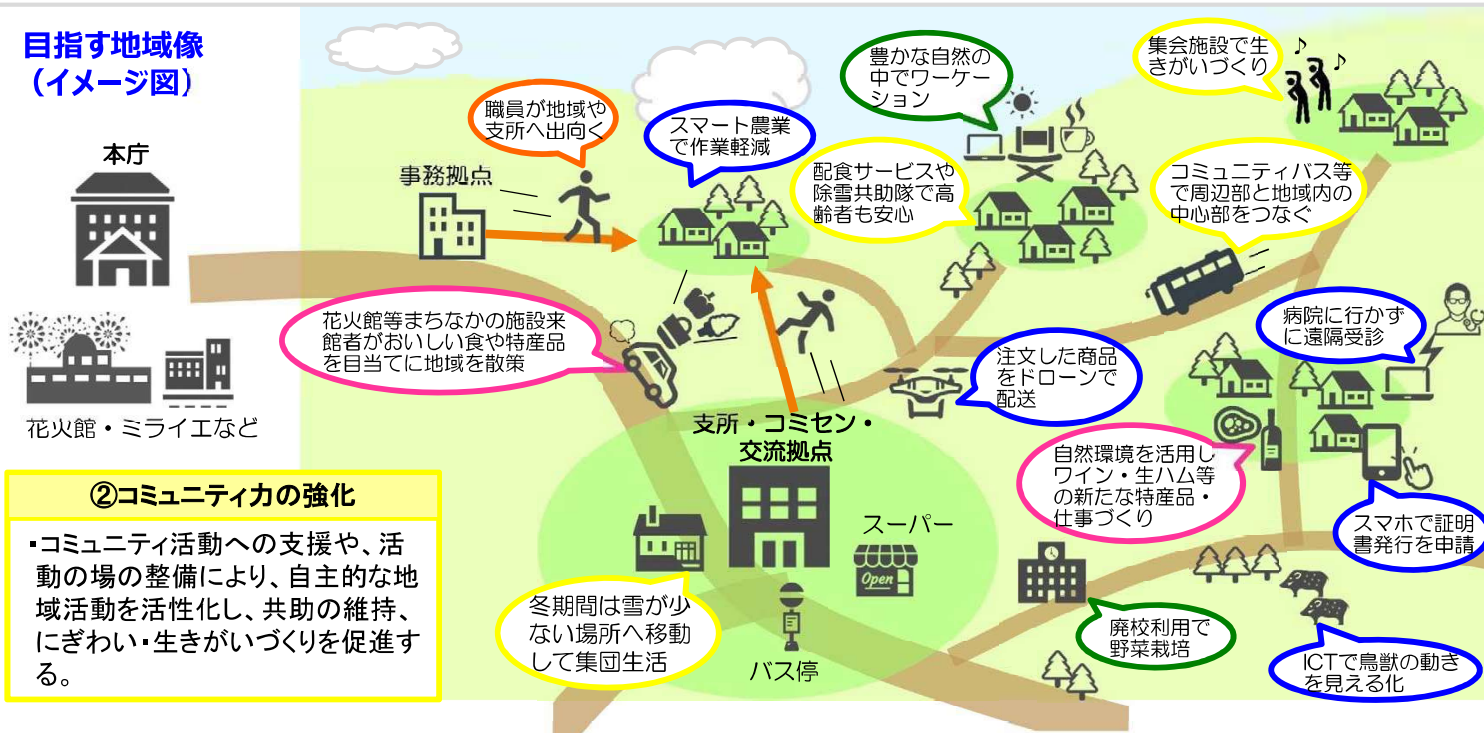 目指す地域像
（イメージ図）
本庁
花火館・ミライエなど
②コミュニティ力の強化
・コミュニティ活動への支援や、活
動の場の整備により、自主的な地
域活動を活性化し、共助の維持、
にぎわい・生きがいづくりを促進す
る。
事務拠点
職員が地域や
支所へ出向く
スマート農業
で作業軽減
豊かな自然の
中でワーケー
ション
集会施設で生
きがいづくり
配食サービスや
除雪共助隊で高
齢者も安心
コミュニティバス等
で周辺部と地域内の
中心部をつなぐ
花火館等まちなかの施設来
館者がおいしい食や特産品
を目当てに地域を散策
注文した商品
をドローンで
配送
病院に行かず
に遠隔受診
支所・コミセン・
交流拠点
自然環境を活用し
ワイン・生ハム等
の新たな特産品・
仕事づくり
スマホで証明
書発行を申請
スーパー
Open
冬期間は雪が少
ない場所へ移動
して集団生活
バス停
廃校利用で
野菜栽培
ICTで鳥獣の動き
を見える化